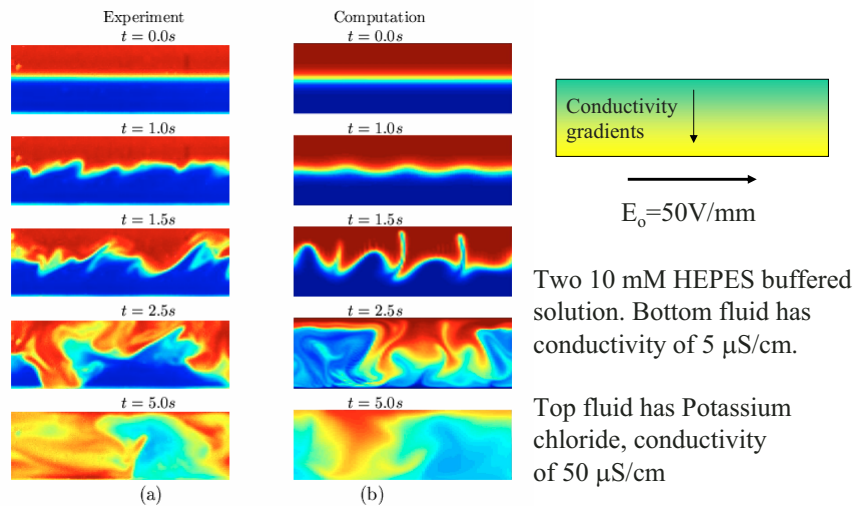 Experiment
t = 0.0s
t = 1.0s
t = 1.5s
t = 2.5s
t = 5.0s
(a)
Computation
t = 0.0s
t = 1.0s
t = 1.5s
t = 2.5s
t = 5.0s
(b)
Conductivity
gradients
Eo=50V/mm
Two 10 mM HEPES buffered
solution. Bottom fluid has
conductivity of 5 μS/cm.
Top fluid has Potassium
chloride, conductivity
of 50 μS/cm